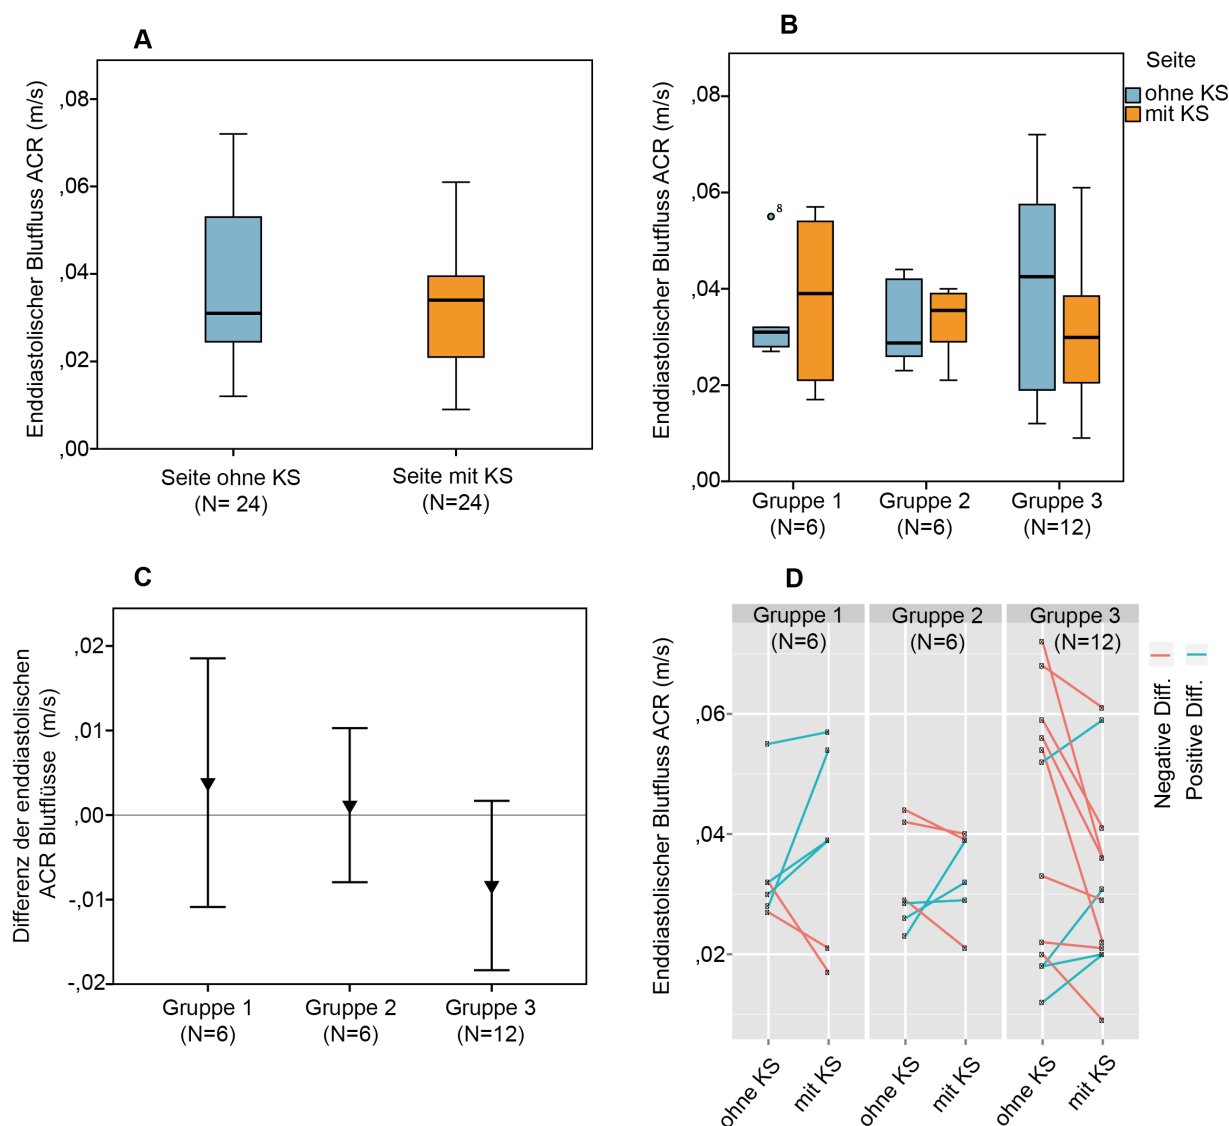 A
Enddiastolischer Blutfluss ACR (m/s)
,08
,06
,04
,02
,00
Seite ohne KS
(N= 24)
Seite mit KS
(N=24)
B
Enddiastolischer Blutfluss ACR (m/s)
,08
,06
,04
,02
,00
8
Gruppe 1
(N=6)
Gruppe 2
(N=6)
Gruppe 3
(N=12)
Seite
ohne KS
mit KS
C
Differenz der enddiastolischen
ACR Blutflüsse (m/s)
,02
,01
,00
-,01
-,02
Gruppe 1
(N=6)
Gruppe 2
(N=6)
Gruppe 3
(N=12)
D
Enddiastolischer Blutfluss ACR (m/s)
,06
,04
,02
Gruppe 1
(N=6)
Gruppe 2
(N=6)
Gruppe 3
(N=12)
ohne KS
mit KS
ohne KS
mit KS
ohne KS
mit KS
Negative Diff.
Positive Diff.